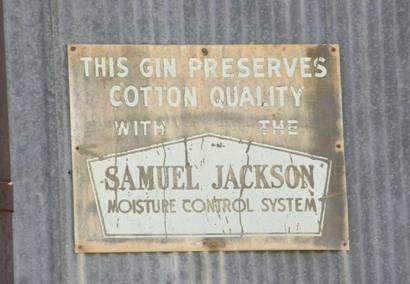 THIS GIN PRESERVES
COTTON QUALITY
WITH THE
SAMUEL JACKSON
MOISTURE CONTROL SYSTEM